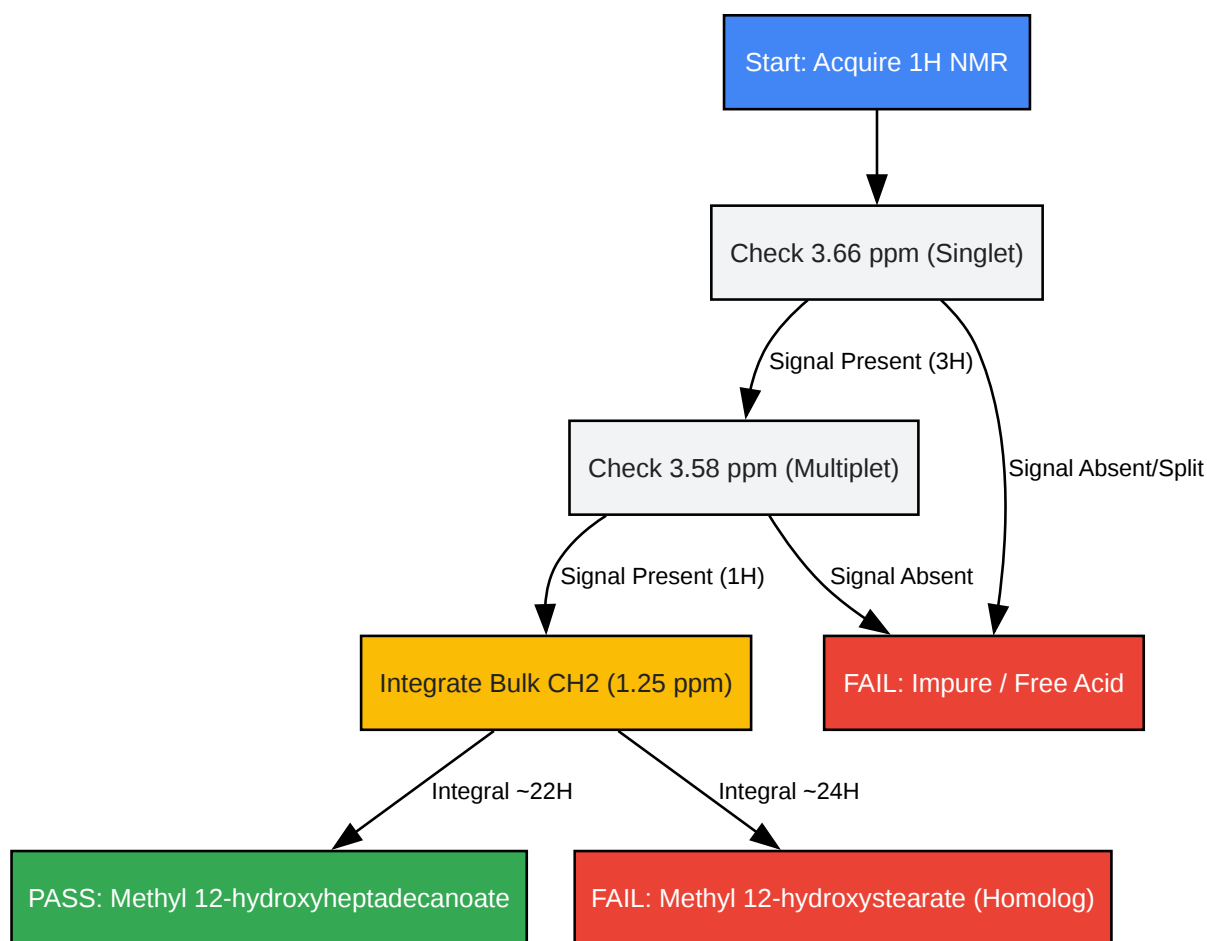 Start: Acquire 1H NMR
Check 3.66 ppm (Singlet)
Signal Present (3H)
Check 3.58 ppm (Multiplet)
Signal Absent/Split
Signal Present (1H)
Signal Absent
Integrate Bulk CH2 (1.25 ppm)
FAIL: Impure / Free Acid
Integral ~22H
Integral ~24H
PASS: Methyl 12-hydroxyheptadecanoate
FAIL: Methyl 12-hydroxystearate (Homolog)